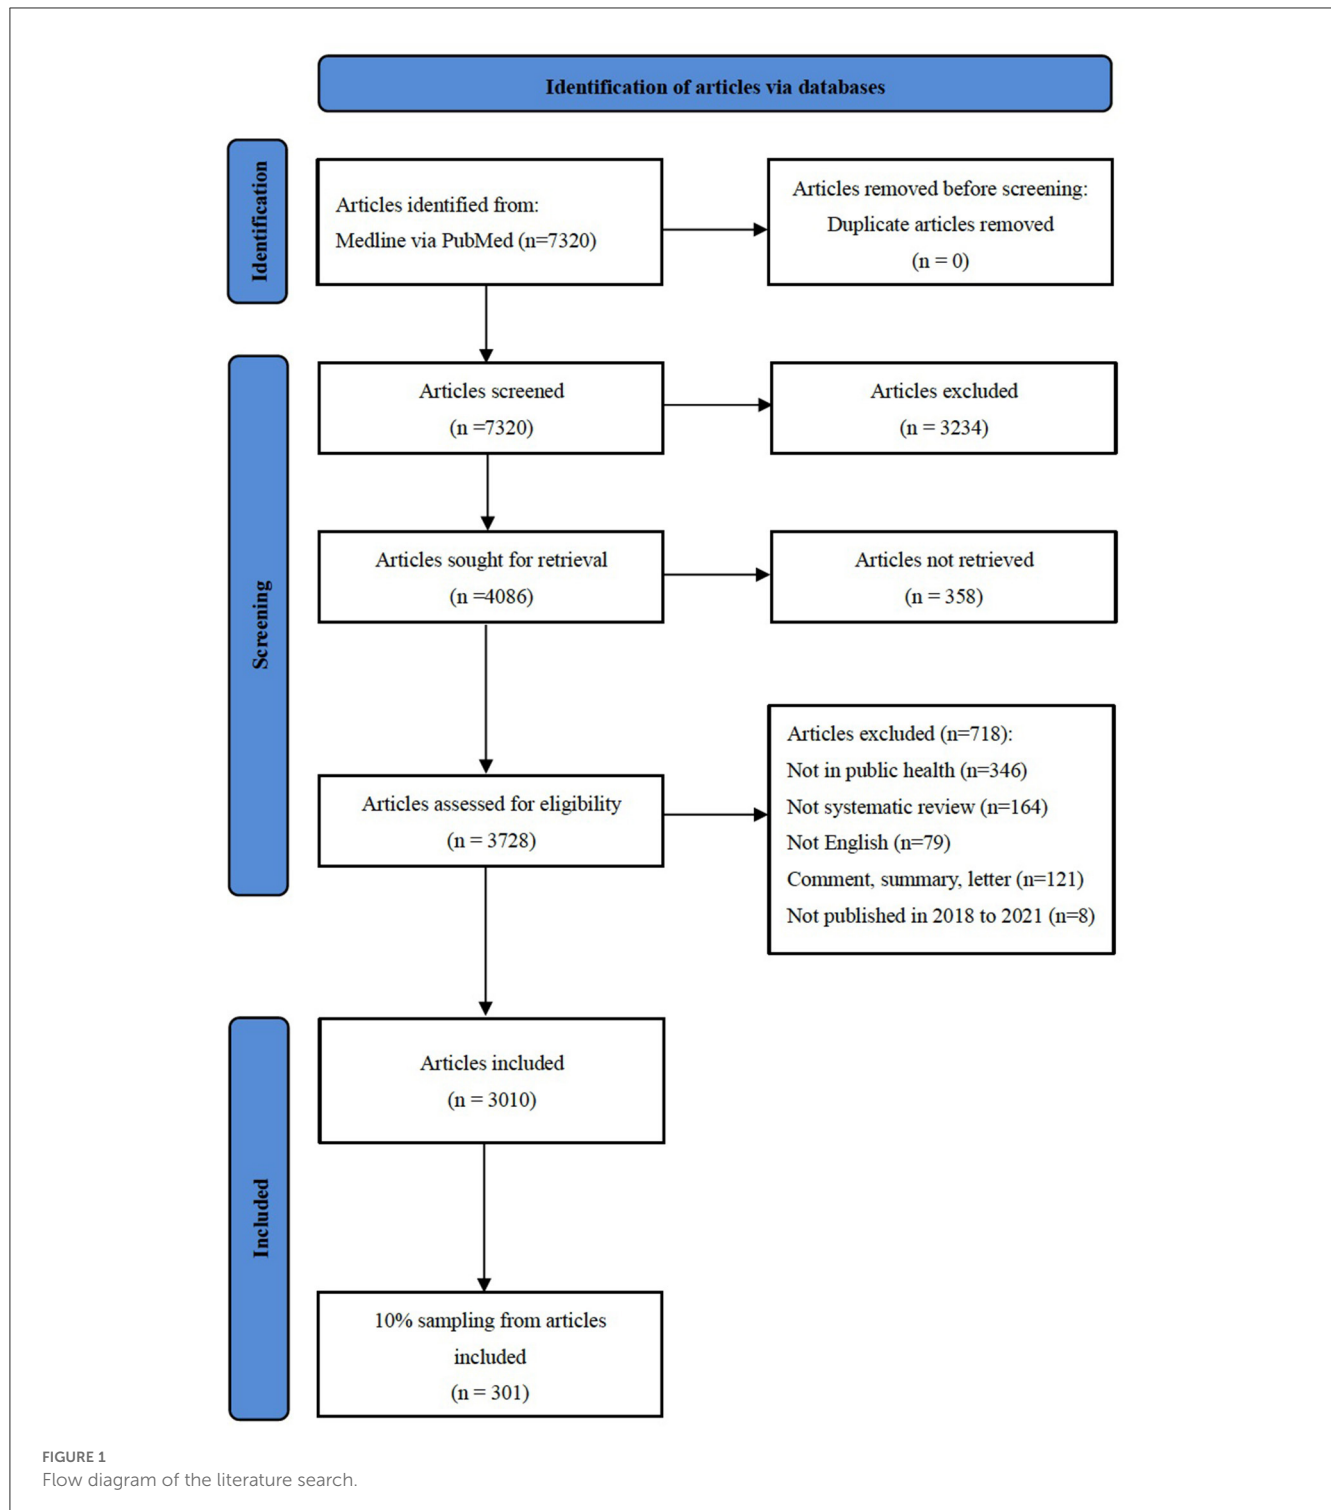 Identification of articles via databases
Identification
Articles identified from:
Medline via PubMed (n=7320)
Articles removed before screening:
Duplicate articles removed
(n = 0)
Screening
Articles screened
(n =7320)
Articles excluded
(n = 3234)
Articles sought for retrieval
(n =4086)
Articles not retrieved
(n = 358)
Articles assessed for eligibility
(n = 3728)
Articles excluded (n=718):
Not in public health (n=346)
Not systematic review (n=164)
Not English (n=79)
Comment, summary, letter (n=121)
Not published in 2018 to 2021 (n=8)
Included
Articles included
(n = 3010)
10% sampling from articles
included
(n = 301)
FIGURE 1
Flow diagram of the literature search.